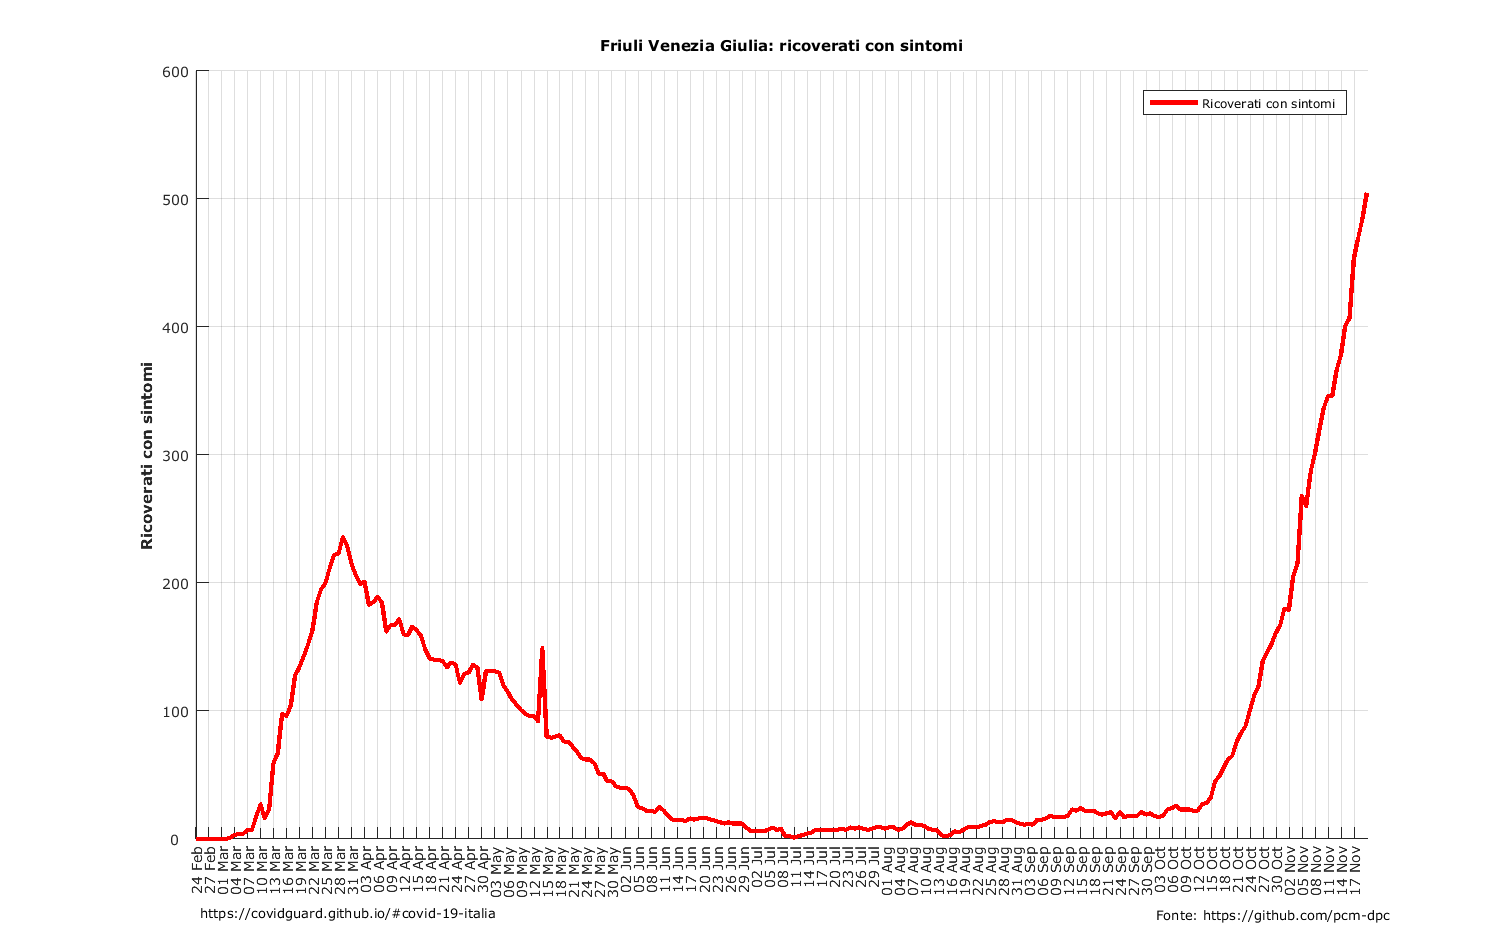 Friuli Venezia Giulia: ricoverati con sintomi
Ricoverati con sintomi
Ricoverati con sintomi
600
500
400
300
200
100
0
24 Feb
27 Feb
01 Mar
04 Mar
07 Mar
10 Mar
13 Mar
16 Mar
19 Mar
22 Mar
25 Mar
28 Mar
31 Mar
03 Apr
06 Apr
09 Apr
12 Apr
15 Apr
18 Apr
21 Apr
24 Apr
27 Apr
30 Apr
03 May
06 May
09 May
12 May
15 May
18 May
21 May
24 May
27 May
30 May
02 Jun
05 Jun
08 Jun
11 Jun
14 Jun
17 Jun
20 Jun
23 Jun
26 Jun
29 Jun
02 Jul
05 Jul
08 Jul
11 Jul
14 Jul
17 Jul
20 Jul
23 Jul
26 Jul
29 Jul
01 Aug
04 Aug
07 Aug
10 Aug
13 Aug
16 Aug
19 Aug
22 Aug
25 Aug
28 Aug
31 Aug
03 Sep
06 Sep
09 Sep
12 Sep
15 Sep
18 Sep
21 Sep
24 Sep
27 Sep
30 Sep
03 Oct
06 Oct
09 Oct
12 Oct
15 Oct
18 Oct
21 Oct
24 Oct
27 Oct
30 Oct
02 Nov
05 Nov
08 Nov
11 Nov
14 Nov
17 Nov
https://covidguard.github.io/#covid-19-italia
Fonte: https://github.com/pcm-dpc